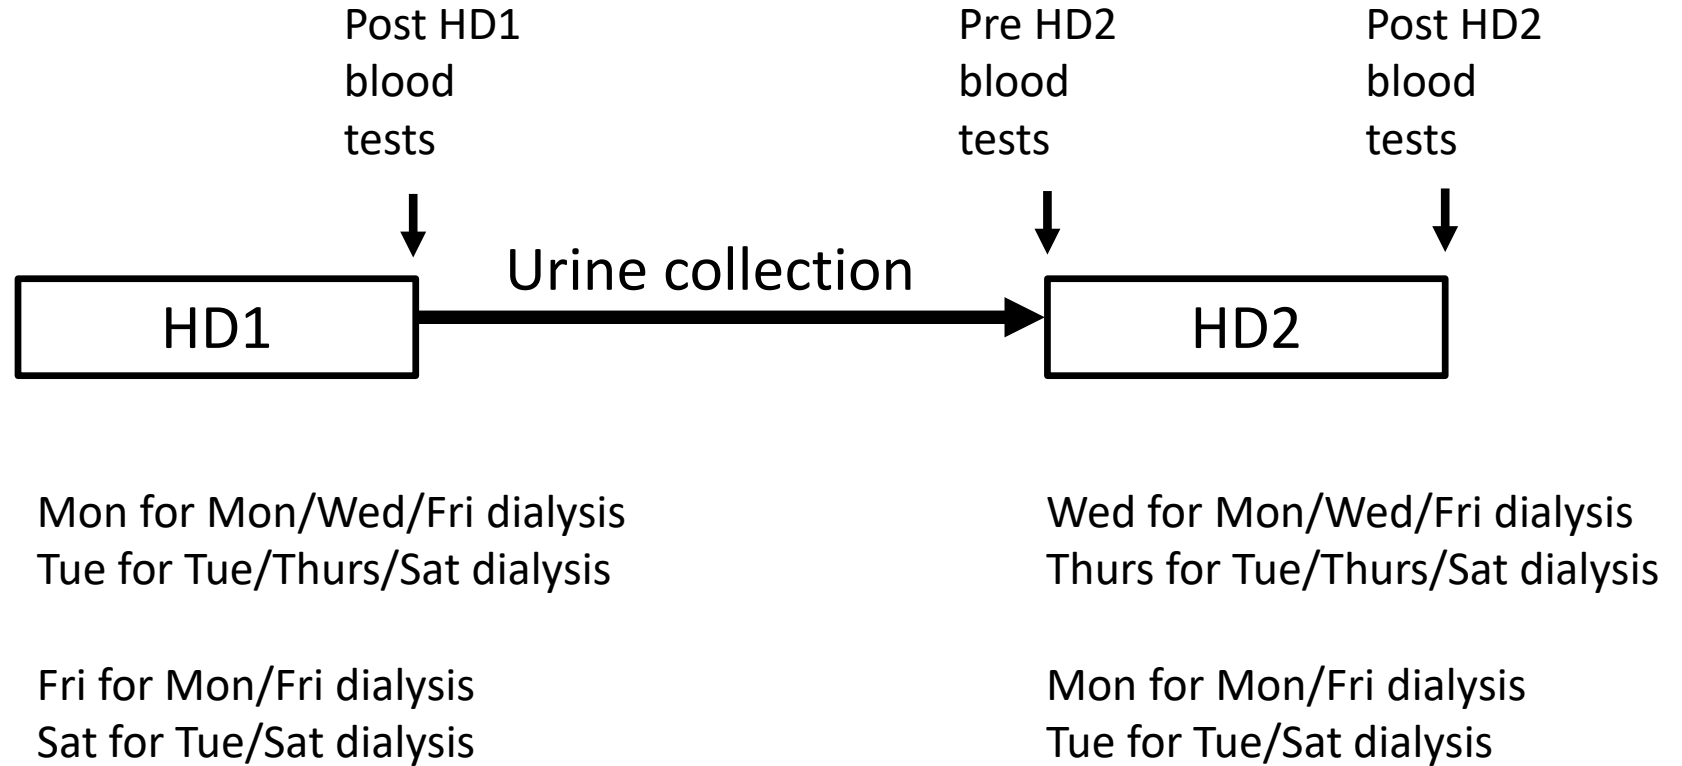 Post HD1
blood
tests
Pre HD2
blood
tests
Post HD2
blood
tests
Urine collection
HD1
HD2
Mon for Mon/Wed/Fri dialysis
Tue for Tue/Thurs/Sat dialysis
Wed for Mon/Wed/Fri dialysis
Thurs for Tue/Thurs/Sat dialysis
Fri for Mon/Fri dialysis
Sat for Tue/Sat dialysis
Mon for Mon/Fri dialysis
Tue for Tue/Sat dialysis